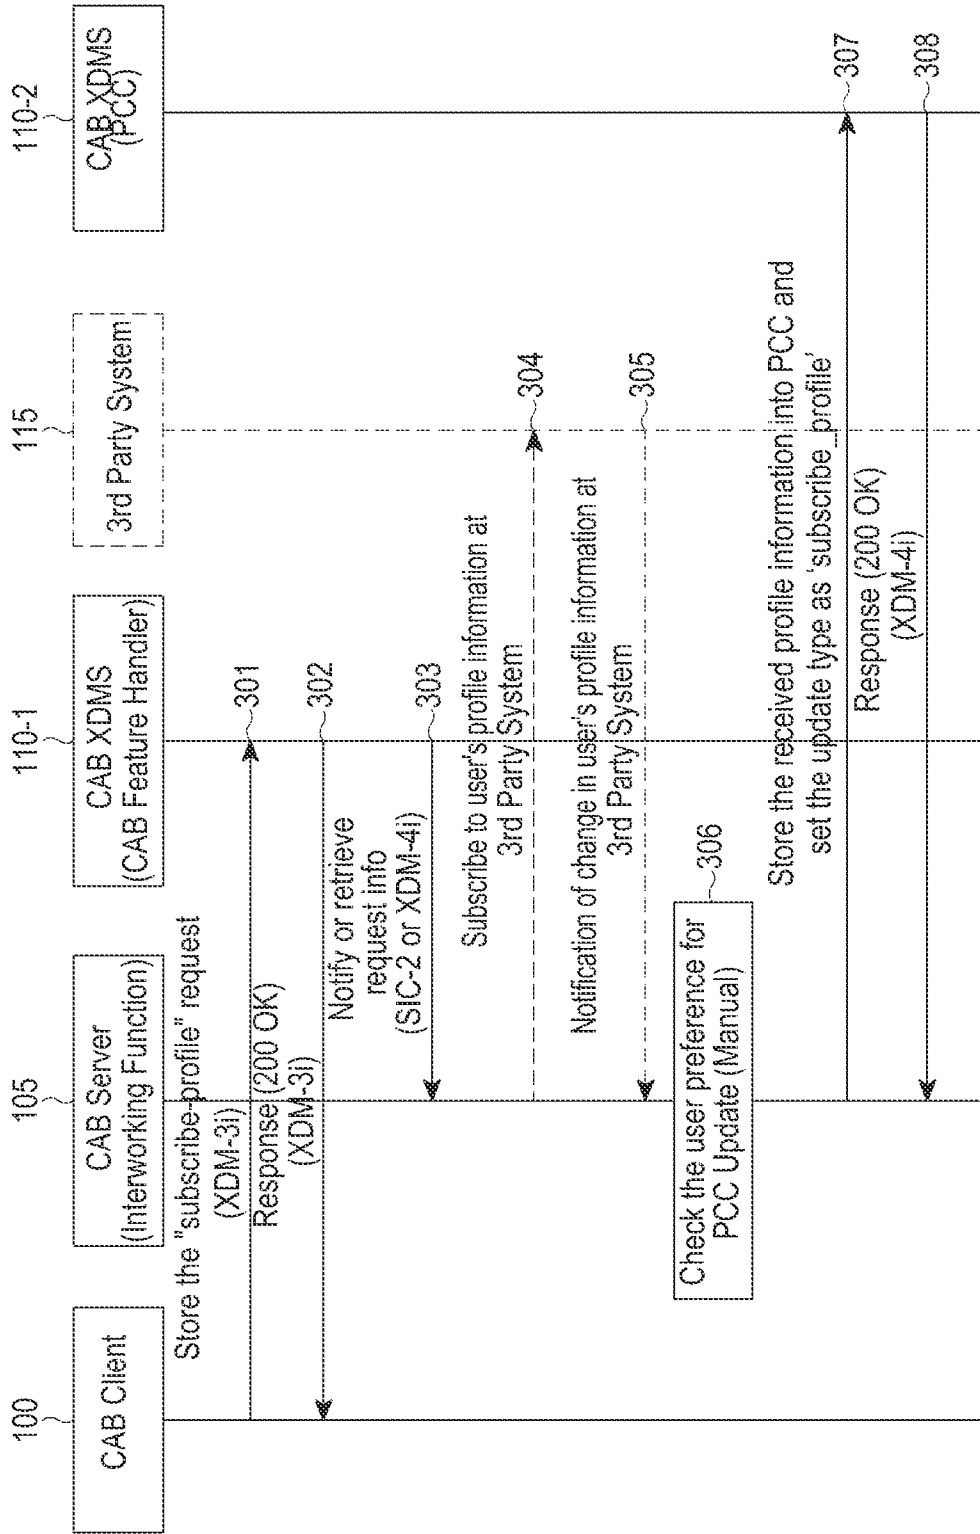 100
CAB Client
105
CAB Server
(Interworking Function)
110-1
CAB XDMS
(CAB Feature Handler)
115
3rd Party System
110-2
CAB XDMS
(PCC)
Store the "subscribe-profile" request
(XDM-3i)
301
Response (200 OK)
(XDM-3i)
302
Notify or retrieve
request info
(SIC-2 or XDM-4i)
303
Subscribe to user's profile information at
3rd Party System
304
Notification of change in user's profile information at
3rd Party System
305
Check the user preference for
PCC Update (Manual)
306
Store the received profile information into PCC and
set the update type as 'subscribe_profile'
307
Response (200 OK)
(XDM-4i)
308